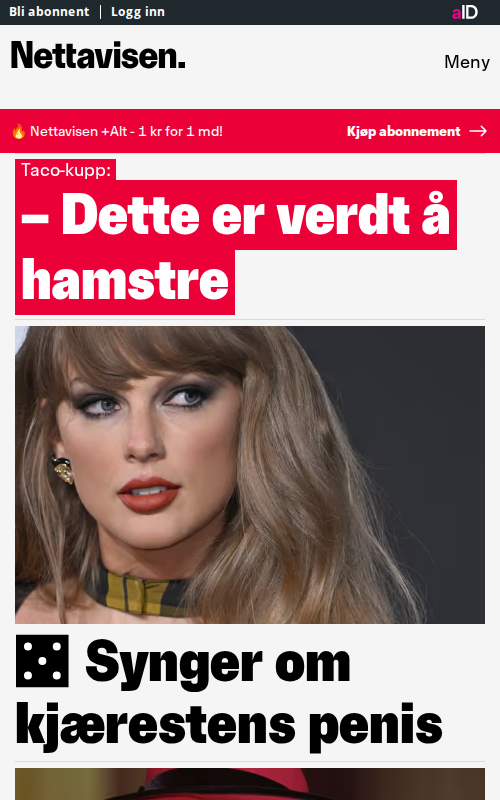 Bli abonnent | Logg inn
aID
Nettavisen.
Meny
🔥 Nettavisen +Alt - 1 kr for 1 md!
Kjøp abonnement →
Taco-kupp:
– Dette er verdt å
hamstre
Synger om
kjærestens penis